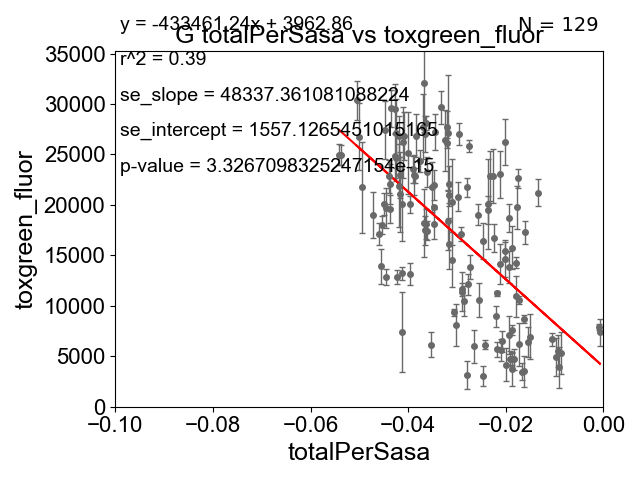 y = -433461.24x + 3962.86
N = 129
G totalPerSasa vs toxgreen_fluor
r^2 = 0.39
se_slope = 48337.361081088224
se_intercept = 1557.1265451015165
p-value = 3.3267098325247154e-15
35000
30000
25000
20000
15000
10000
5000
0
toxgreen_fluor
−0.10 −0.08 −0.06 −0.04 −0.02 0.00
totalPerSasa